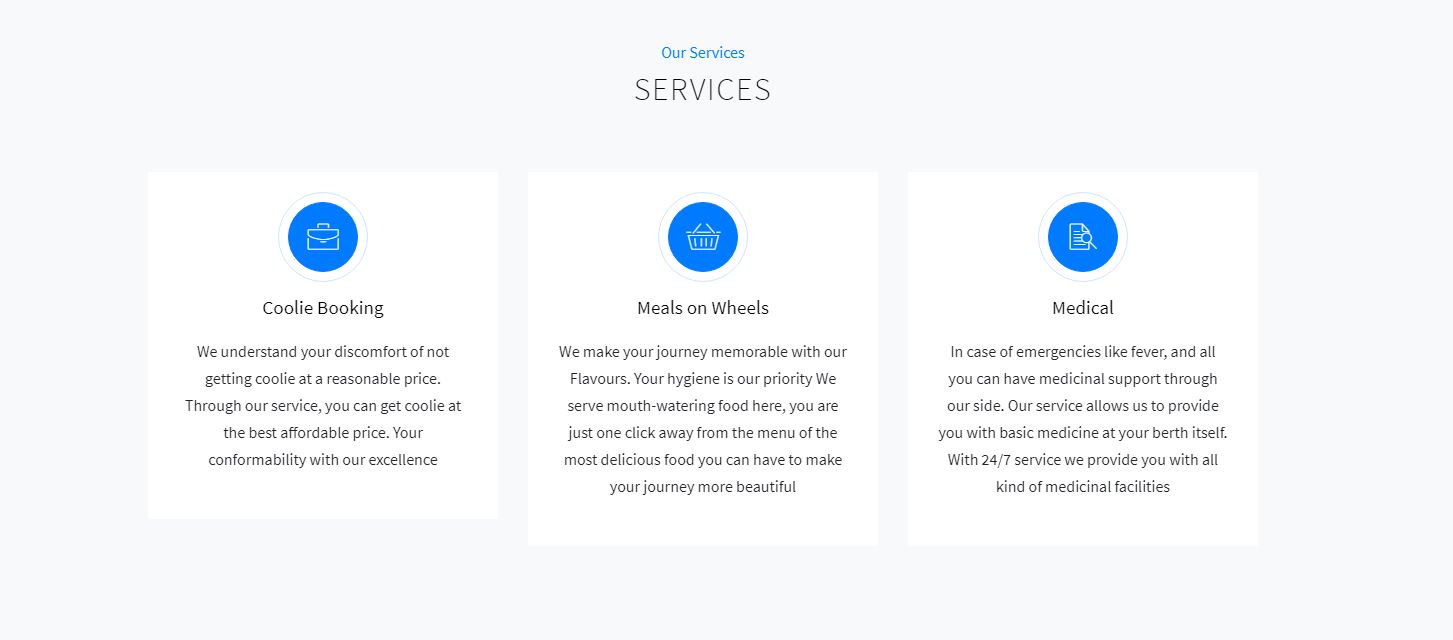 Our Services
SERVICES
Coolie Booking
We understand your discomfort of not
getting coolie at a reasonable price.
Through our service, you can get coolie at
the best affordable price. Your
conformability with our excellence
Meals on Wheels
We make your journey memorable with our
Flavours. Your hygiene is our priority We
serve mouth-watering food here, you are
just one click away from the menu of the
most delicious food you can have to make
your journey more beautiful
Medical
In case of emergencies like fever, and all
you can have medicinal support through
our side. Our service allows us to provide
you with basic medicine at your berth itself.
With 24/7 service we provide you with all
kind of medicinal facilities